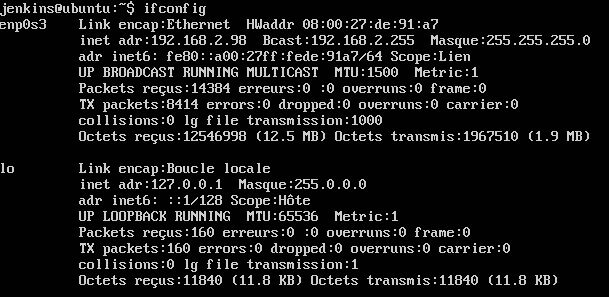 jenkins@ubuntu:~$ ifconfig
enp0s3    Link encap:Ethernet  HWaddr 08:00:27:de:91:a7
          inet adr:192.168.2.98  Bcast:192.168.2.255  Masque:255.255.255.0
          adr inet6: fe80::a00:27ff:fede:91a7/64 Scope:Lien
          UP BROADCAST RUNNING MULTICAST  MTU:1500  Metric:1
          Packets reçus:14384 erreurs:0 :0 overruns:0 frame:0
          TX packets:8414 errors:0 dropped:0 overruns:0 carrier:0
          collisions:0 lg file transmission:1000
          Octets reçus:12546998 (12.5 MB) Octets transmis:1967510 (1.9 MB)
lo        Link encap:Boucle locale
          inet adr:127.0.0.1  Masque:255.0.0.0
          adr inet6: ::1/128 Scope:Hôte
          UP LOOPBACK RUNNING  MTU:65536  Metric:1
          Packets reçus:160 erreurs:0 :0 overruns:0 frame:0
          TX packets:160 errors:0 dropped:0 overruns:0 carrier:0
          collisions:0 lg file transmission:1
          Octets reçus:11840 (11.8 KB) Octets transmis:11840 (11.8 KB)